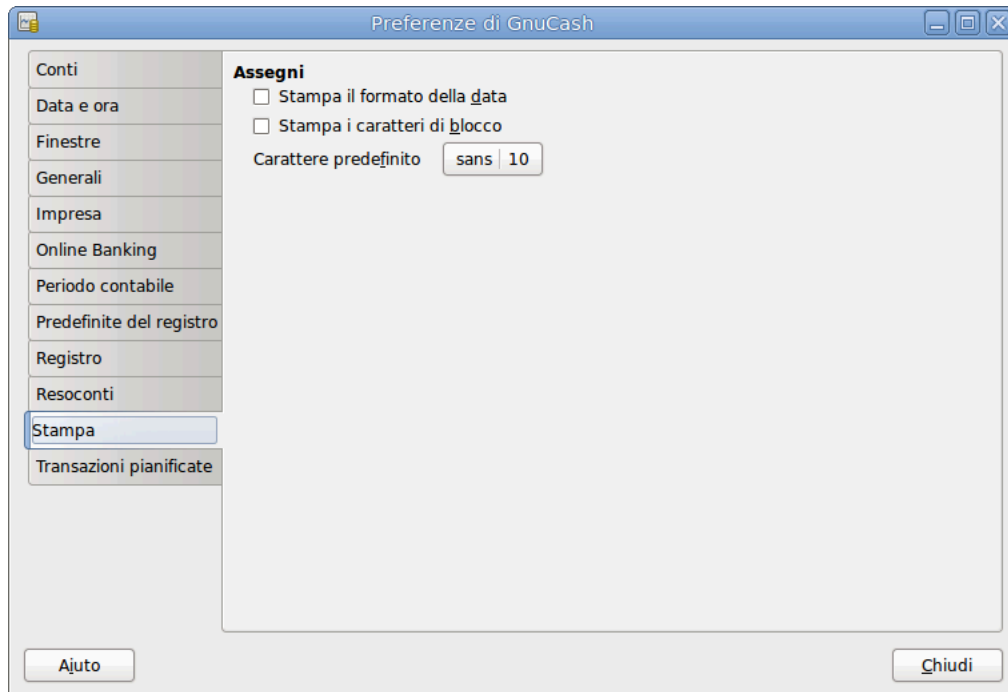 Preferenze di GnuCash
Conti
Data e ora
Finestre
Generali
Impresa
Online Banking
Periodo contabile
Predefinite del registro
Registro
Resoconti
Stampa
Transazioni pianificate
Assegni
Stampa il formato della data
Stampa i caratteri di blocco
Carattere predefinito sans 10
Aiuto
Chiudi